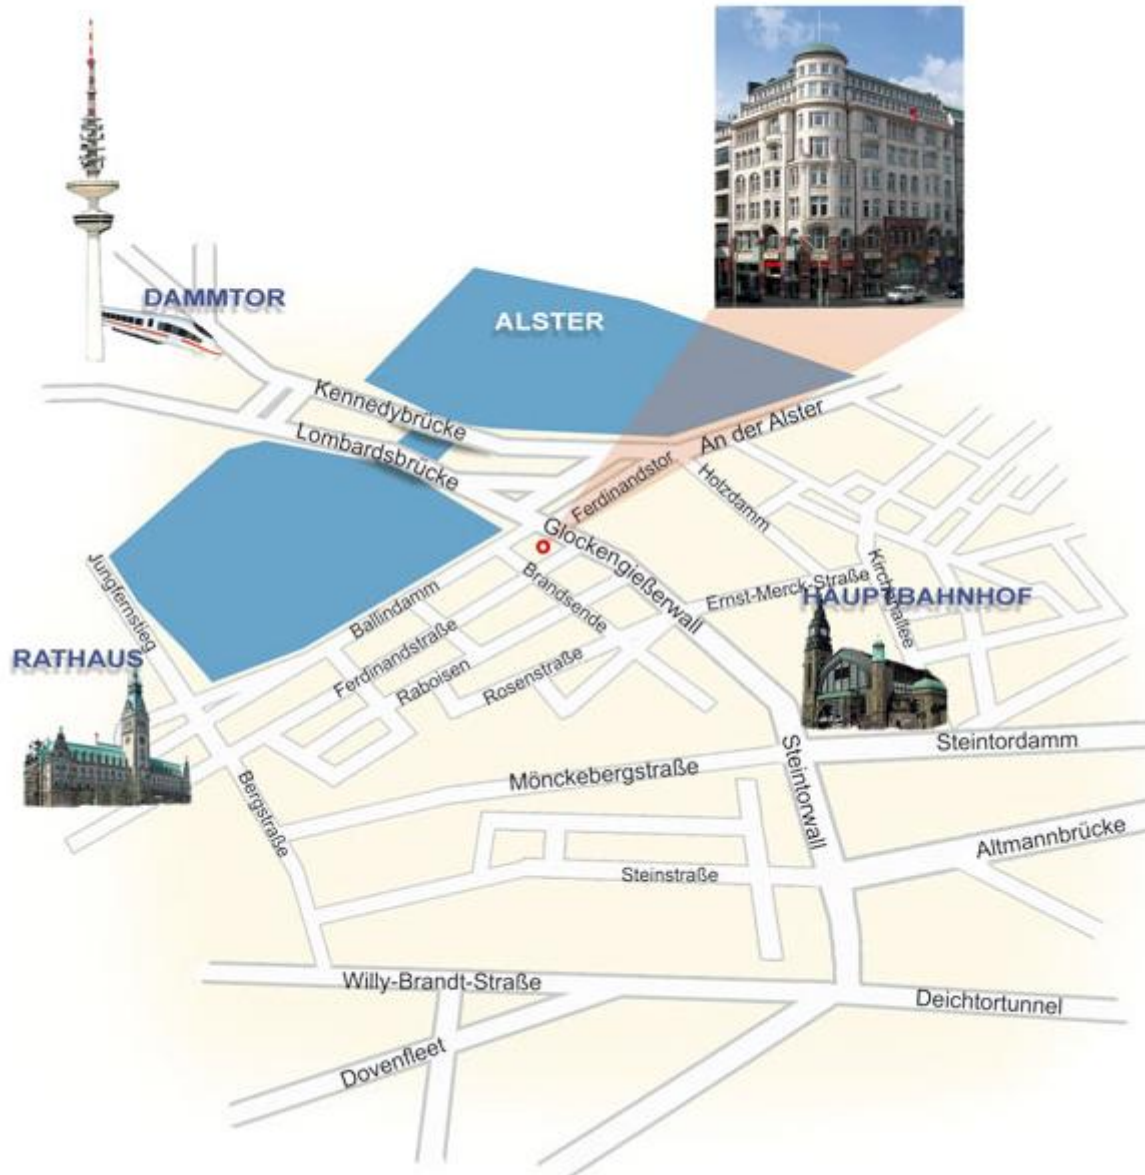 DAMMTOR
ALSTER
Kennedybrücke
Lombardsbrücke
An der Alster
Ferdinandstor.
Holzdamm
Glockengießerwall
Jungfernstieg
Brandsende
Ballindamm
Ernst-Merck-Straße
Kirchenallee
HAUPTBAHNHOF
RATHAUS
Ferdinandstraße
Raboisen
Rosenstraße
Steintordamm
Mönckebergstraße
Steintorwall
Bergstraße
Altmannbrücke
Steinstraße
Willy-Brandt-Straße
Deichtortunnel
Dovenfleet